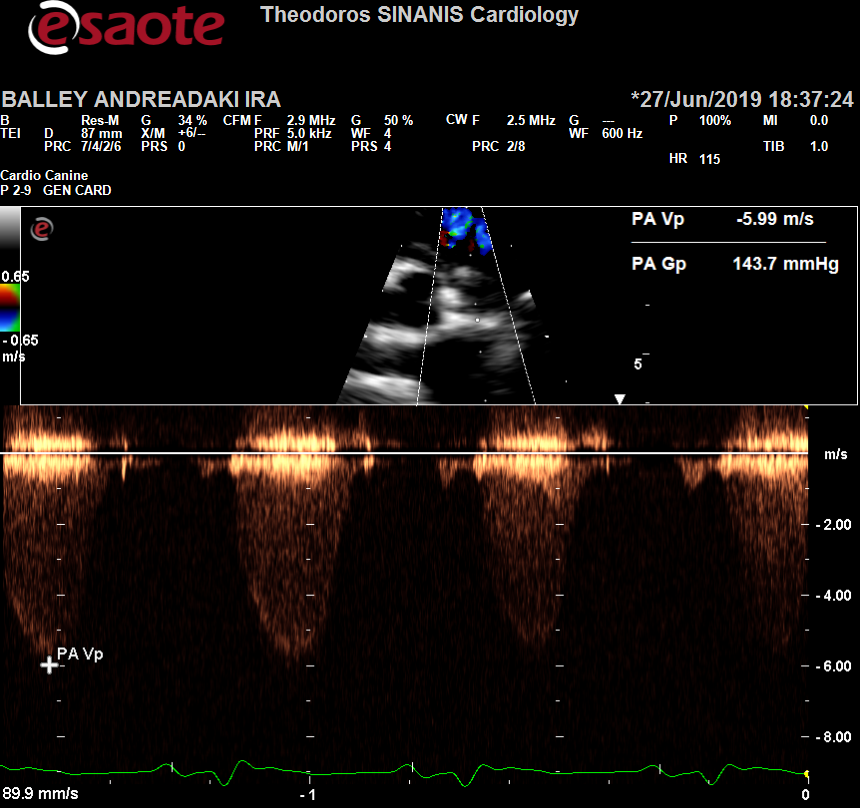 esaote
Theodoros SINANIS Cardiology
BALLEY ANDREADAKI IRA *27/Jun/2019 18:37:24
B Res-M G 34 % CFM F 2.9 MHz G 50 % CW F 2.5 MHz G --- P 100% MI 0.0
TEI D 87 mm X/M +6/-- PRF 5.0 kHz WF 4 WF 600 Hz
PRC 7/4/2/6 PRS 0 PRC M/1 PRS 4 PRC 2/8 TIB 1.0
HR 115
Cardio Canine
P 2-9 GEN CARD
e
PA Vp -5.99 m/s
PA Gp 143.7 mmHg
0.65
- 0.65
m/s
5
m/s
- 2.00
- 4.00
PA Vp
- 6.00
- 8.00
89.9 mm/s - 1 0